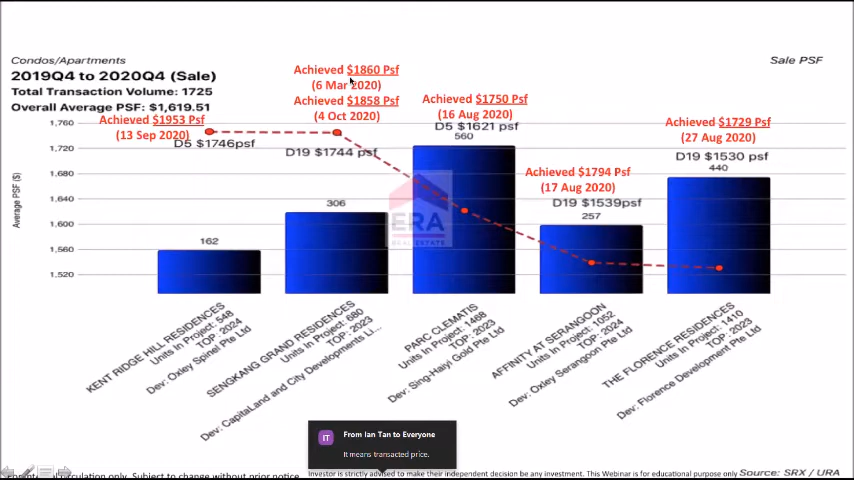 Condos/Apartments
Sale PSF
2019Q4 to 2020Q4 (Sale)
Total Transaction Volume: 1725
Overall Average PSF: $1,619.51
Achieved $1953 Psf
(13 Sep 2020)
D5 $1746psf
Achieved $1860 Psf
(6 Mar 2020)
Achieved $1858 Psf
(4 Oct 2020)
D19 $1744 psf
Achieved $1750 Psf
(16 Aug 2020)
D5 $1621 psf
Achieved $1794 Psf
(17 Aug 2020)
D19 $1539psf
Achieved $1729 Psf
(27 Aug 2020)
D19 $1530 psf
Average PSF ($)
1,760
1,720
1,680
1,640
1,600
1,560
1,520
162
306
560
257
440
ERA
REAL ESTATE
KENT RIDGE HILL RESIDENCES
Units in Project: 548
TOP: 2024
Dev: Oxley Spinel Pte Ltd
SENGKANG GRAND RESIDENCES
Units in Project: 680
TOP: 2023
Dev: CapitaLand and City Developments Li...
PARC CLEMATIS
Units in Project: 1468
TOP: 2023
Dev: Sing-Haiyi Gold Pte Ltd
AFFINITY AT SERANGOON
Units in Project: 1052
TOP: 2024
Dev: Oxley Serangoon Pte Ltd
THE FLORENCE RESIDENCES
Units in Project: 1410
TOP: 2023
Dev: Florence Development Pte Ltd
IT
From Ian Tan to Everyone
It means transacted price.
circulation only. Subject to change without prior notice.
Investor is strictly advised to make their independent decision be any investment. This Webinar is for educational purpose only
Source: SRX / URA